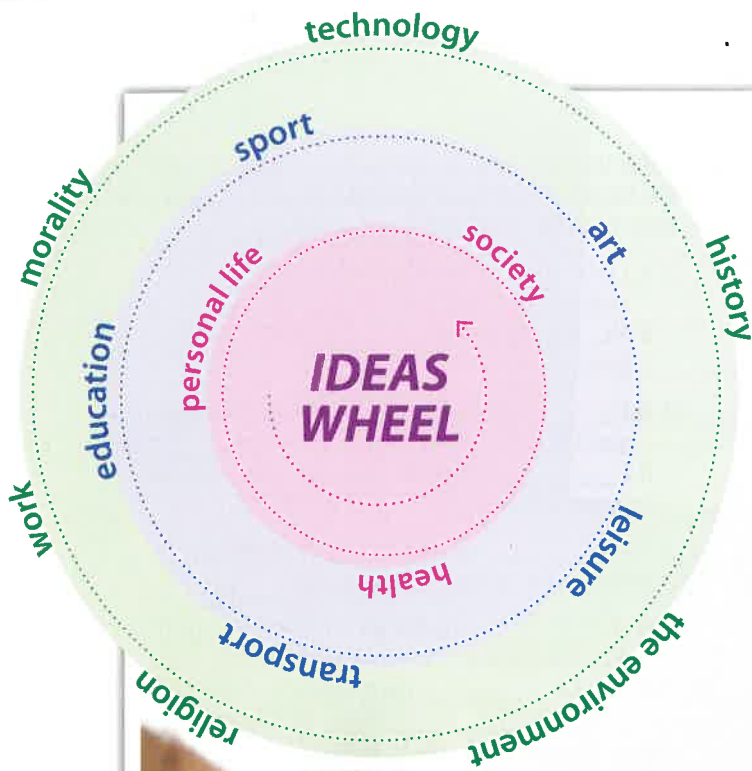 technology
sport
morality
art
society
history
personal life
IDEAS
WHEEL
education
work
leisure
health
transport
the environment
religion